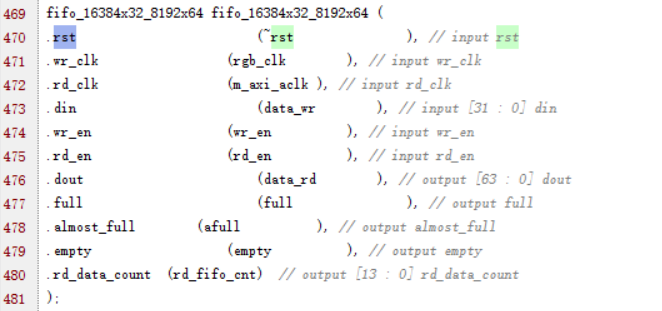 469 fifo_16384x32_8192x64 fifo_16384x32_8192x64 (
470 .rst (~rst ), // input rst
471 .wr_clk (rgb_clk ), // input wr_clk
472 .rd_clk (m_axi_aclk ), // input rd_clk
473 .din (data_wr ), // input [31 : 0] din
474 .wr_en (wr_en ), // input wr_en
475 .rd_en (rd_en ), // input rd_en
476 .dout (data_rd ), // output [63 : 0] dout
477 .full (full ), // output full
478 .almost_full (afull ), // output almost_full
479 .empty (empty ), // output empty
480 .rd_data_count (rd_fifo_cnt) // output [13 : 0] rd_data_count
481 );